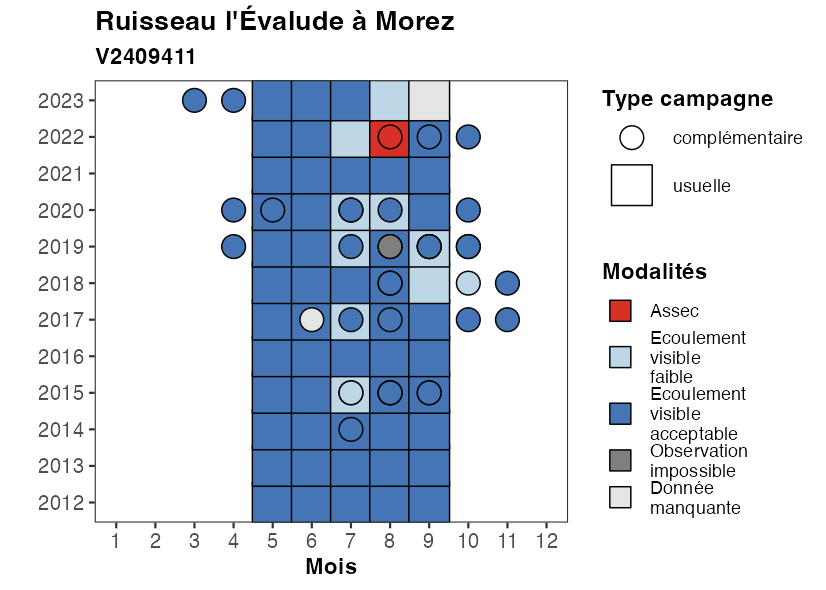 Ruisseau l'Évalude à Morez
V2409411
2023
2022
2021
2020
2019
2018
2017
2016
2015
2014
2013
2012
1 2 3 4 5 6 7 8 9 10 11 12
Mois
Type campagne
complémentaire
usuelle
Modalités
Assec
Ecoulement
visible
faible
Ecoulement
visible
acceptable
Observation
impossible
Donnée
manquante